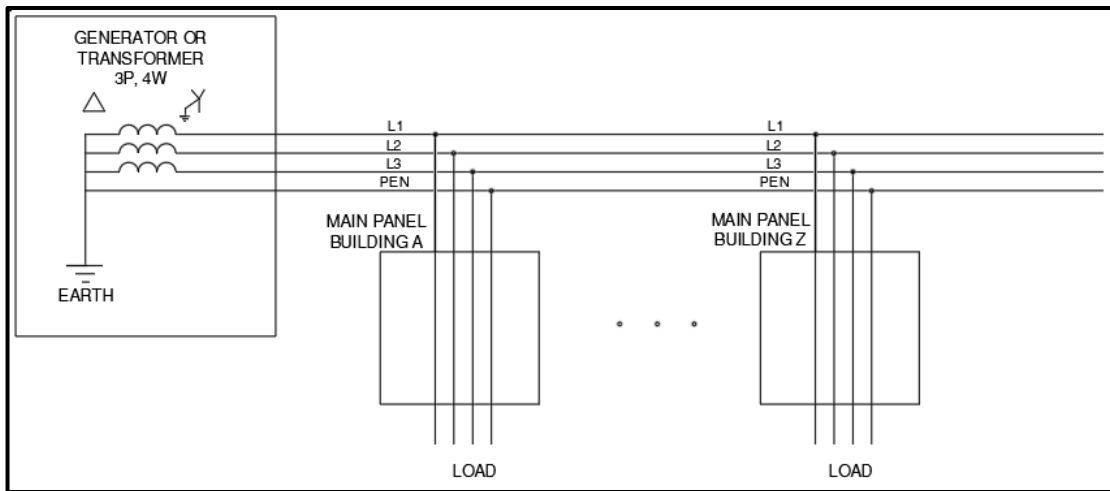 GENERATOR OR
TRANSFORMER
3P, 4W
L1
L2
L3
PEN
L1
L2
L3
PEN
MAIN PANEL
BUILDING A
MAIN PANEL
BUILDING Z
EARTH
LOAD
LOAD